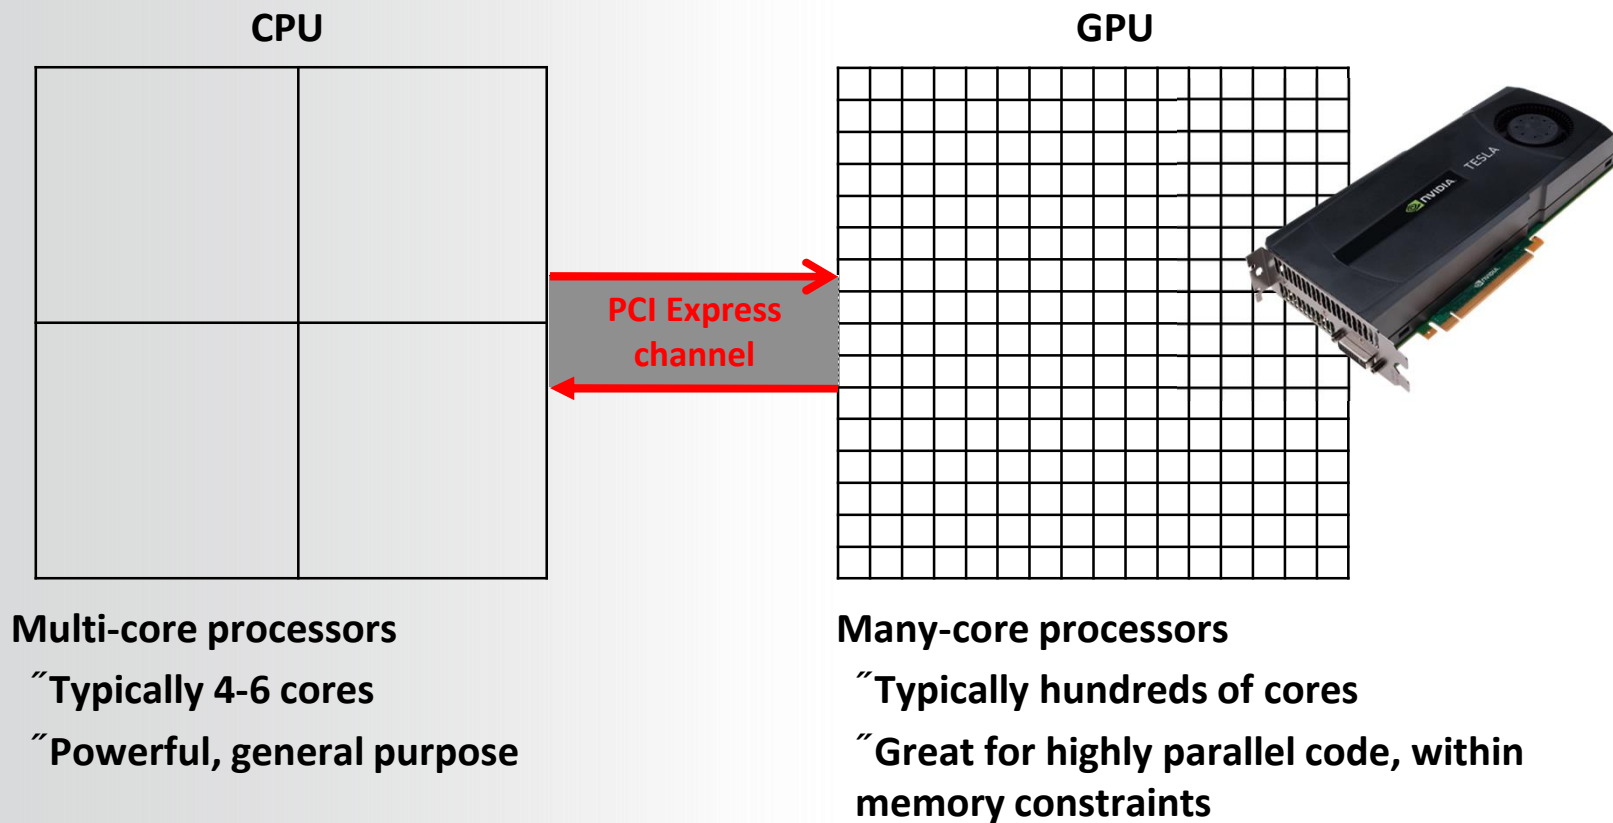 CPU
GPU
PCI Express
channel
TESLA
NVIDIA
NVIDIA
Multi-core processors
˝Typically 4-6 cores
˝Powerful, general purpose
Many-core processors
˝Typically hundreds of cores
˝Great for highly parallel code, within
memory constraints